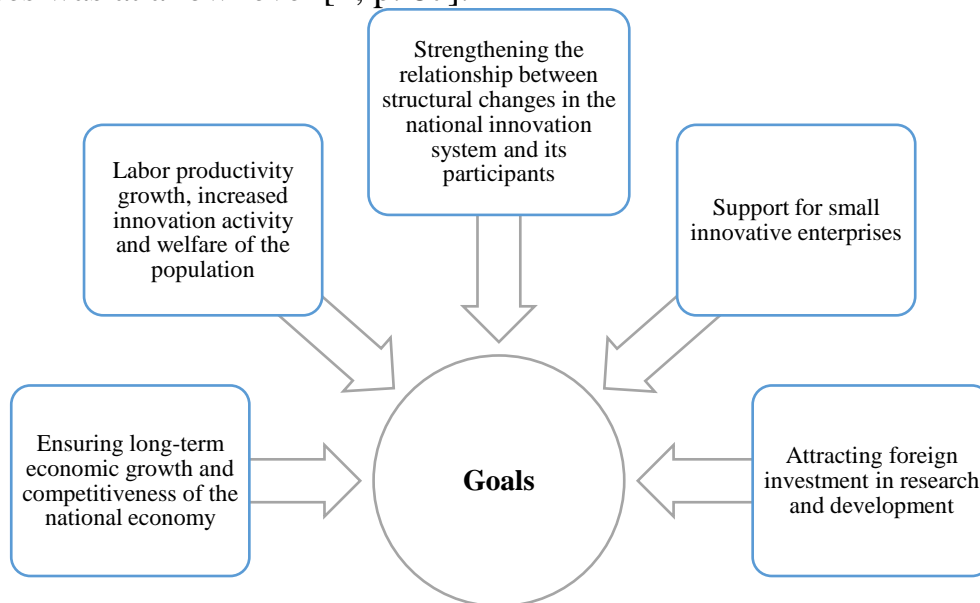 Strengthening the
relationship between
structural changes in the
national innovation
system and its
participants
Labor productivity
growth, increased
innovation activity
and welfare of the
population
Support for small
innovative enterprises
Ensuring long-term
economic growth and
competitiveness of the
national economy
Goals
Attracting foreign
investment in research
and development